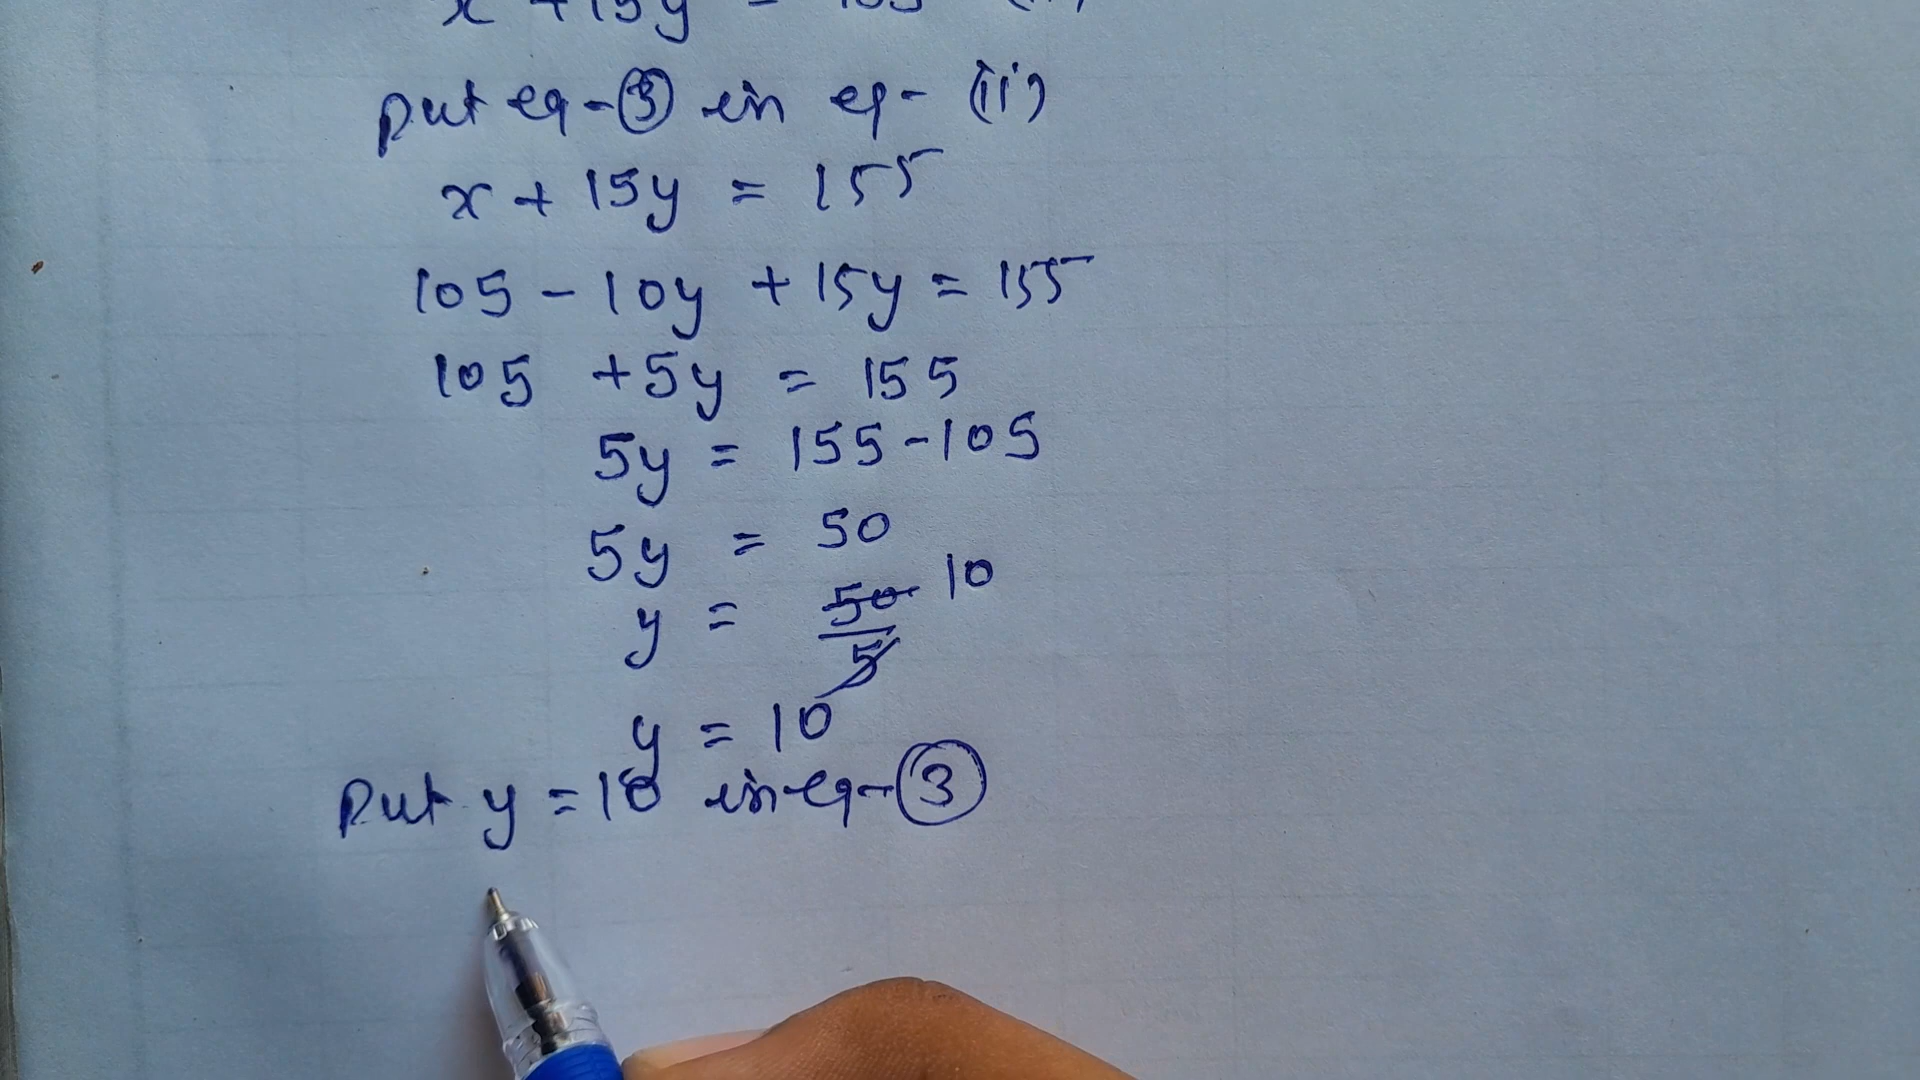 x + 15y =
put eq-③ in eq- (ii)
x + 15y = 155
105 - 10y + 15y = 155
105 + 5y = 155
5y = 155 - 105
5y = 50
y = 50/5 10
y = 10
Put y = 10 in eq- ③